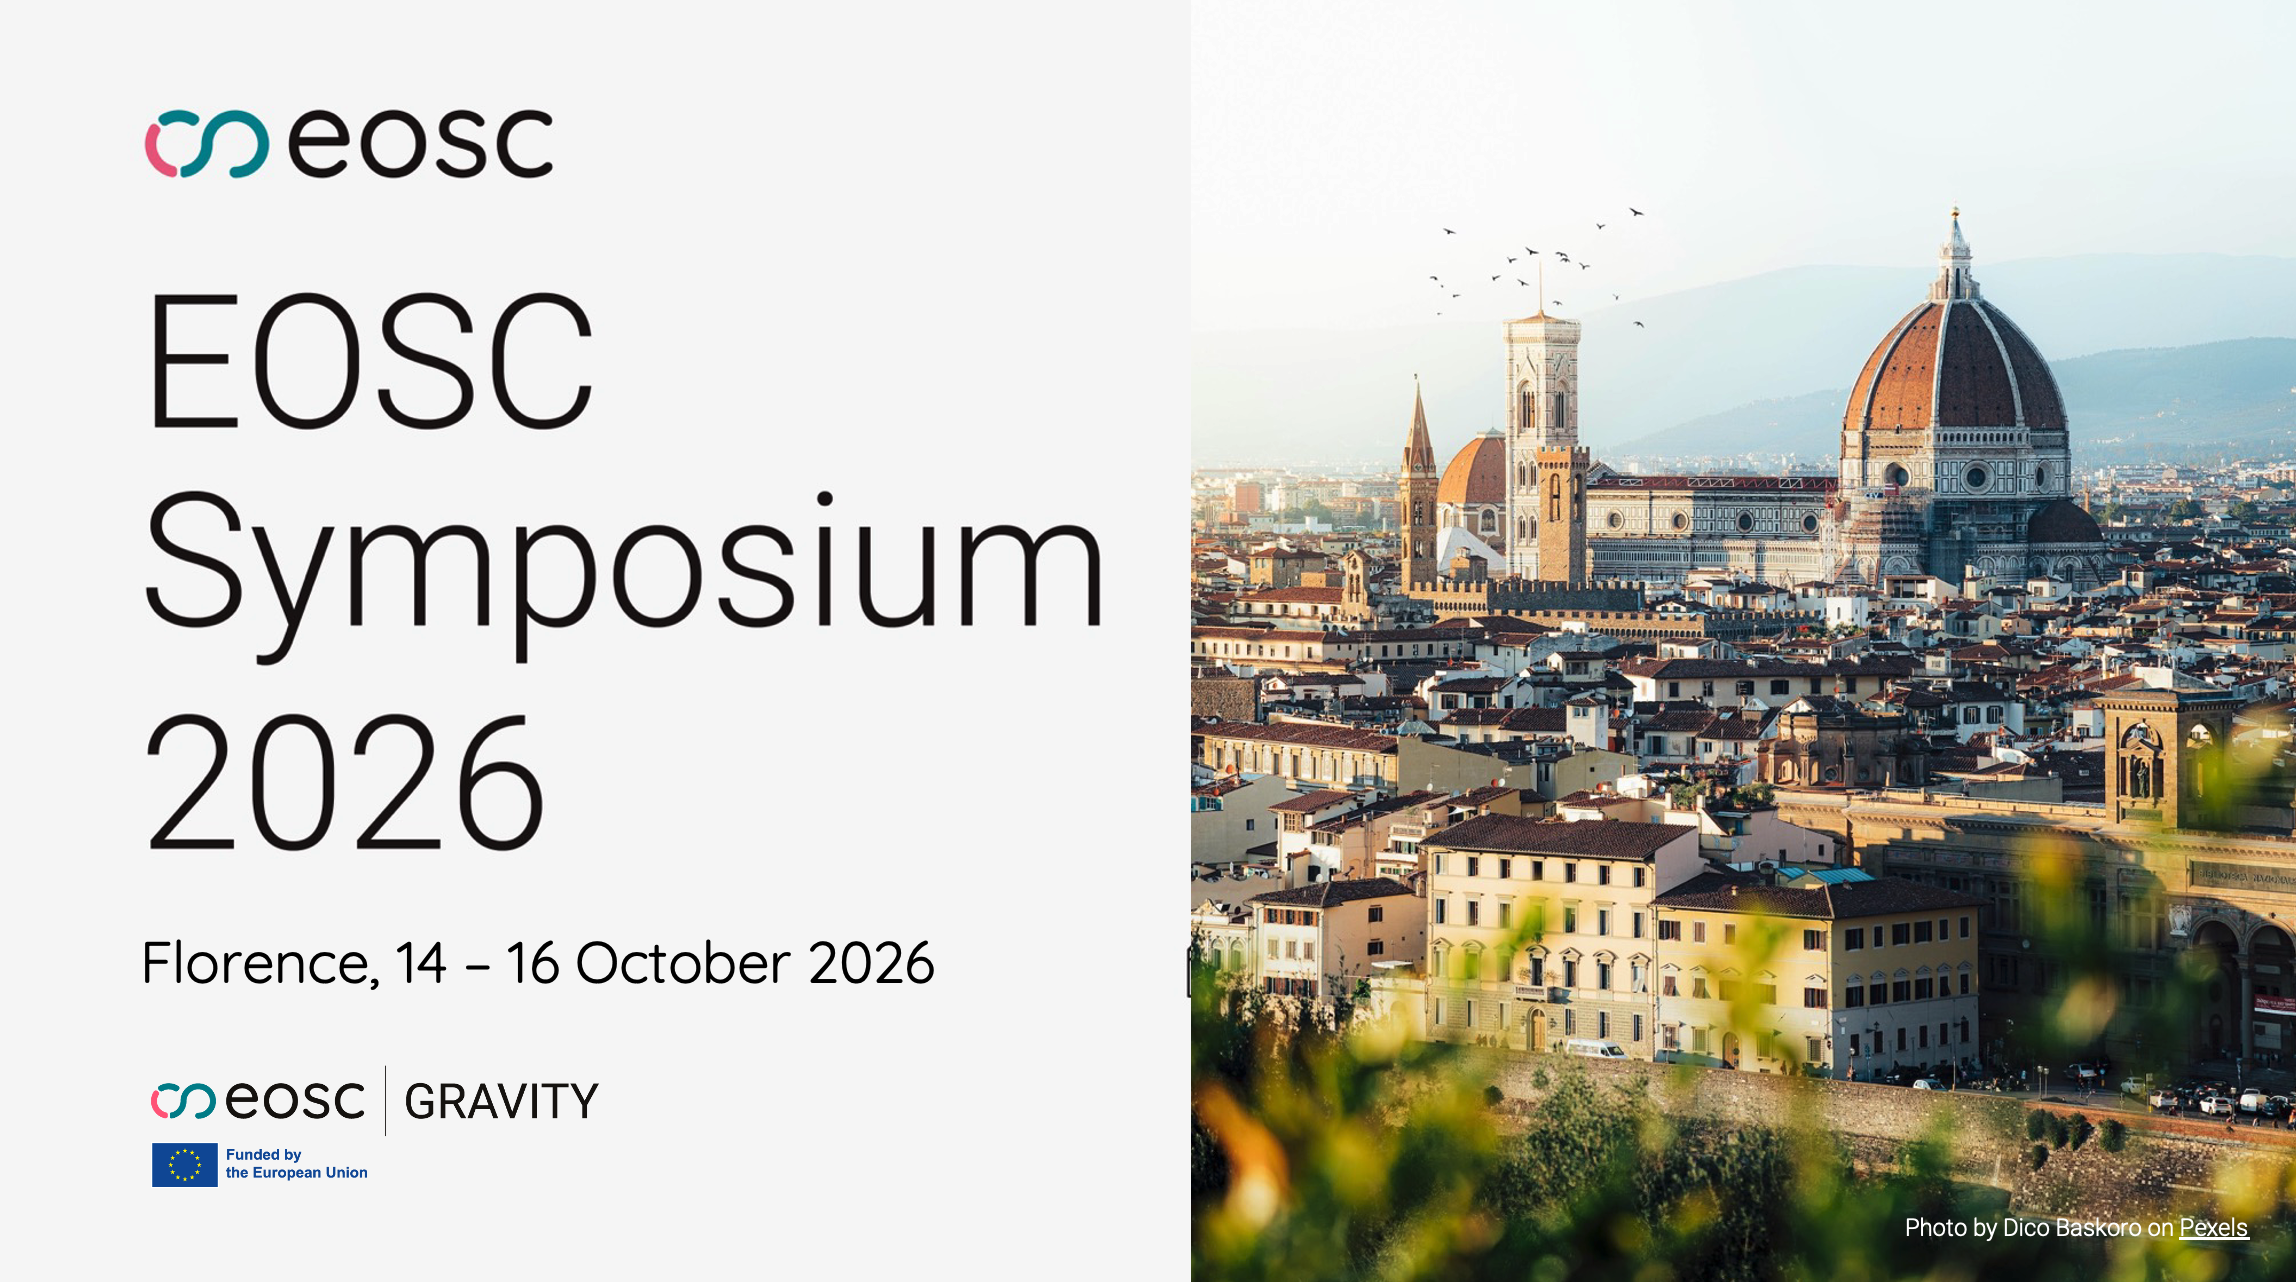 eosc
EOSC
Symposium
2026
Florence, 14 – 16 October 2026
eosc | GRAVITY
Funded by
the European Union
Photo by Dico Baskoro on Pexels